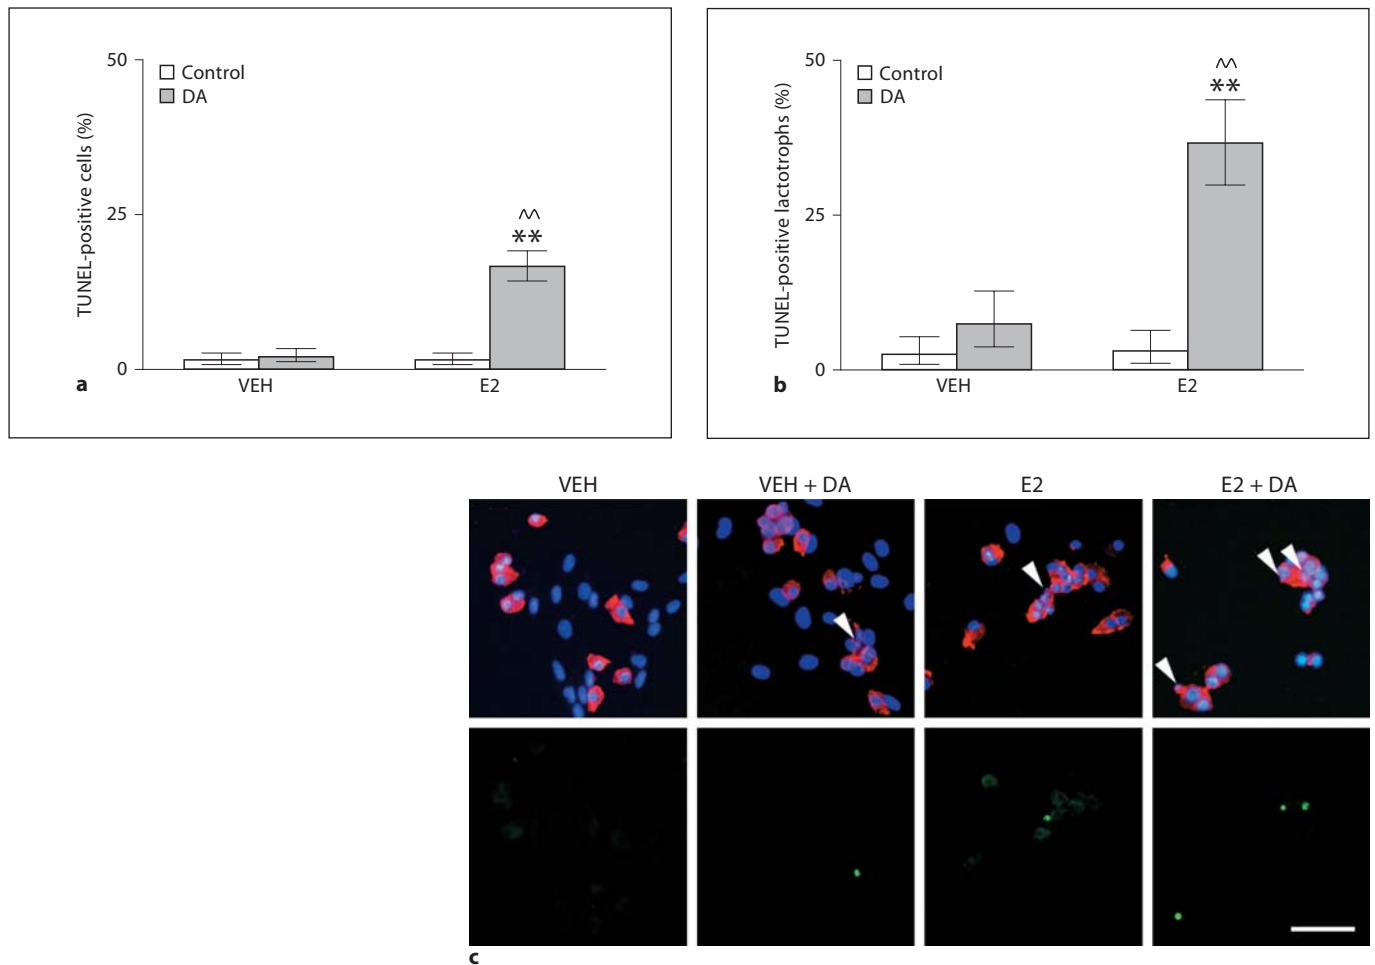 50
25
0
TUNEL-positive cells (%)
Control
DA
^^
**
VEH
E2
a
50
25
0
TUNEL-positive lactotrophs (%)
Control
DA
^^
**
VEH
E2
b
VEH
VEH + DA
E2
E2 + DA
c